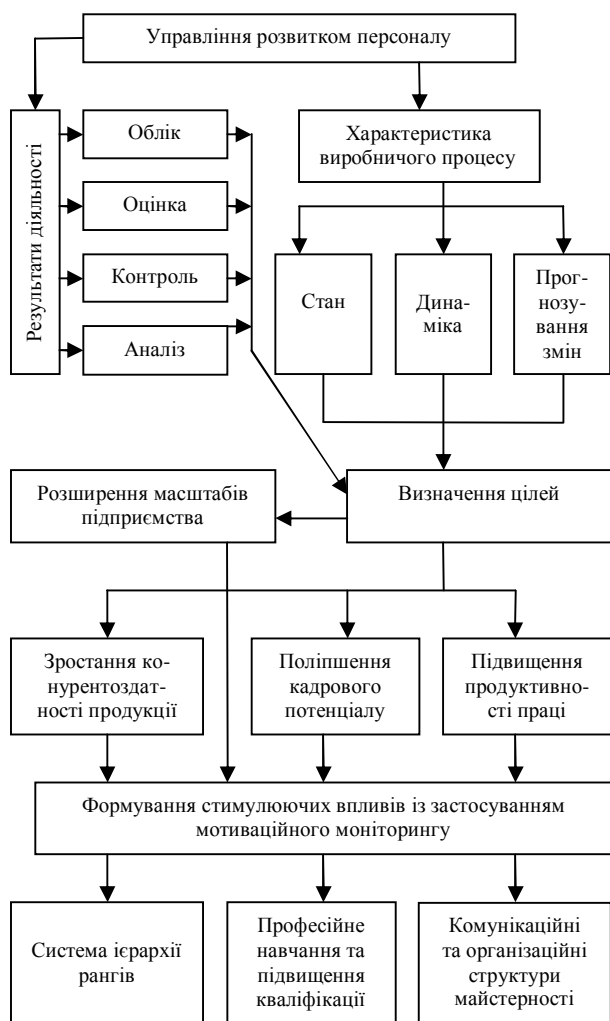 Управління розвитком персоналу
Результати діяльності
Облік
Оцінка
Контроль
Аналіз
Характеристика
виробничого процесу
Стан
Дина-
міка
Прог-
нозу-
вання
змін
Розширення масштабів
підприємства
Визначення цілей
Зростання ко-
нурентоздат-
ності продукції
Поліпшення
кадрового
потенціалу
Підвищення
продуктивно-
сті праці
Формування стимулюючих впливів із застосуванням
мотиваційного моніторингу
Система ієрархії
рангів
Професійне
навчання та
підвищення
кваліфікації
Комунікаційні
та організаційні
структури
майстерності